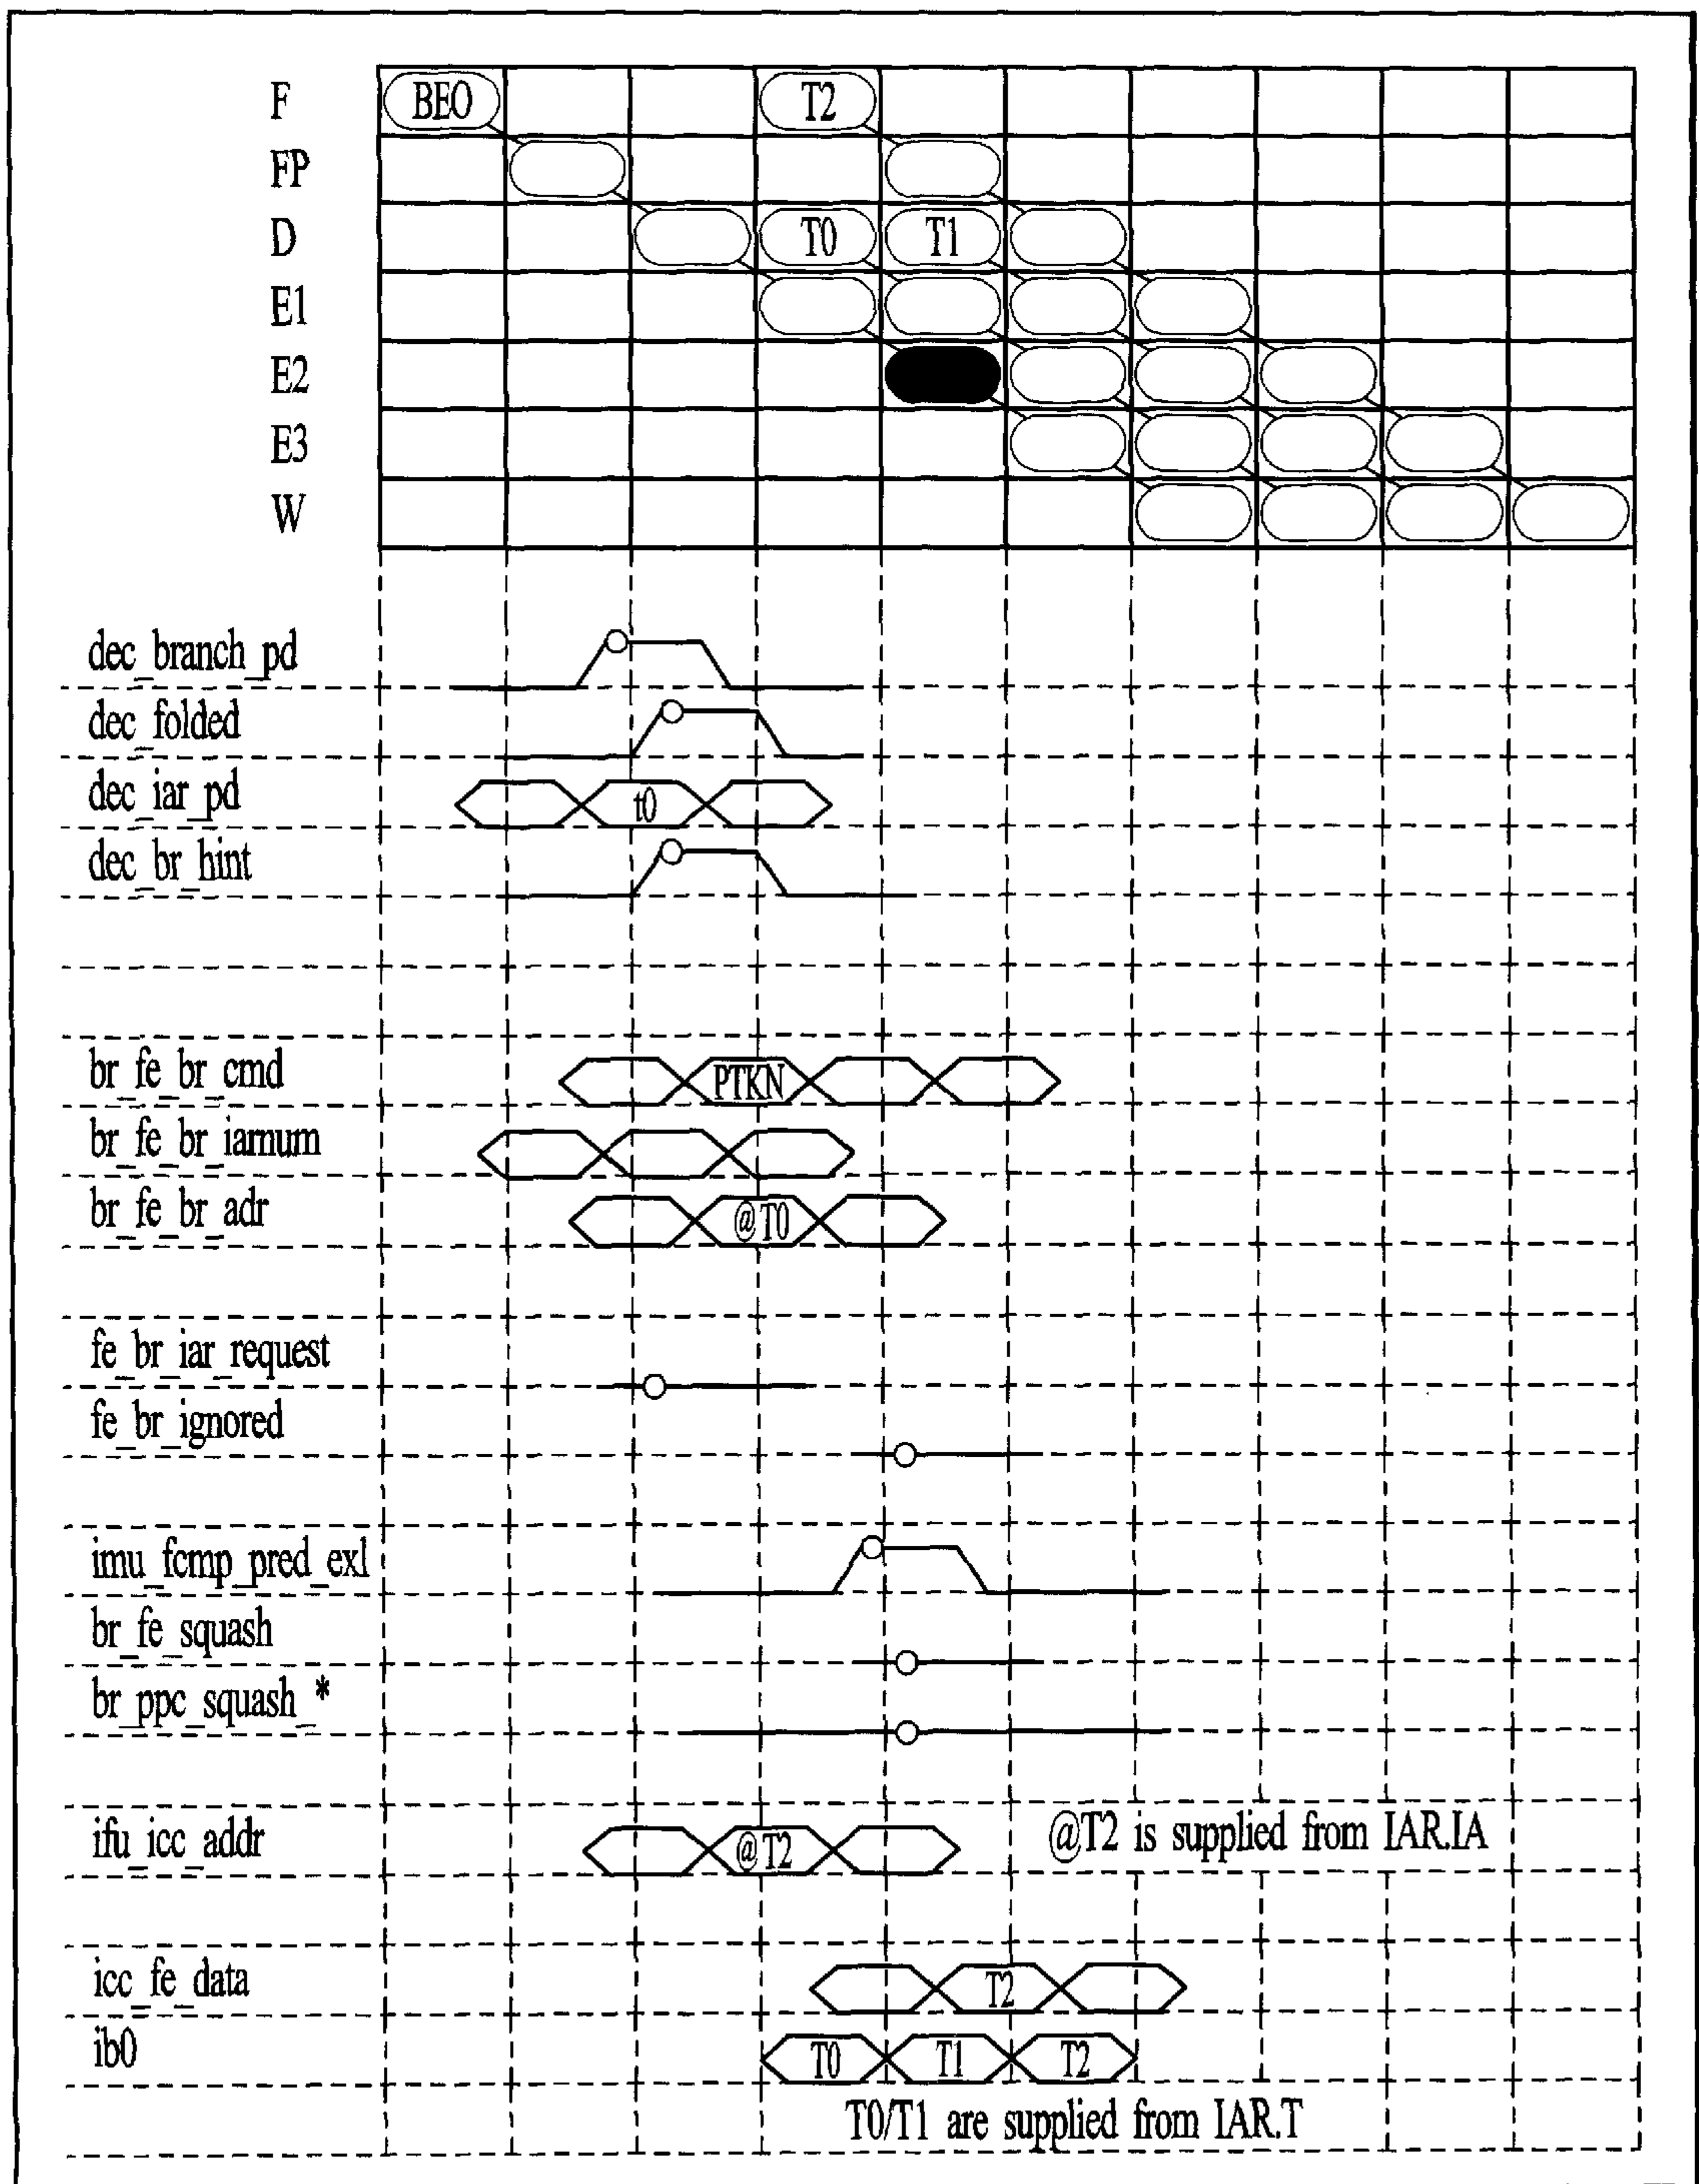 F BEO T2
FP
D T0 T1
E1
E2
E3
W
dec_branch_pd
dec_folded
dec_iar_pd t0
dec_br_hint
br_fe_br_cmd PTKN
br_fe_br_iarnum
br_fe_br_adr @T0
fe_br_iar_request
fe_br_ignored
imu_fcmp_pred_exl
br_fe_squash
br_ppc_squash_*
ifu_icc_addr @T2 @T2 is supplied from IAR.IA
icc_fe_data T2
ib0 T0 T1 T2
T0/T1 are supplied from IAR.T